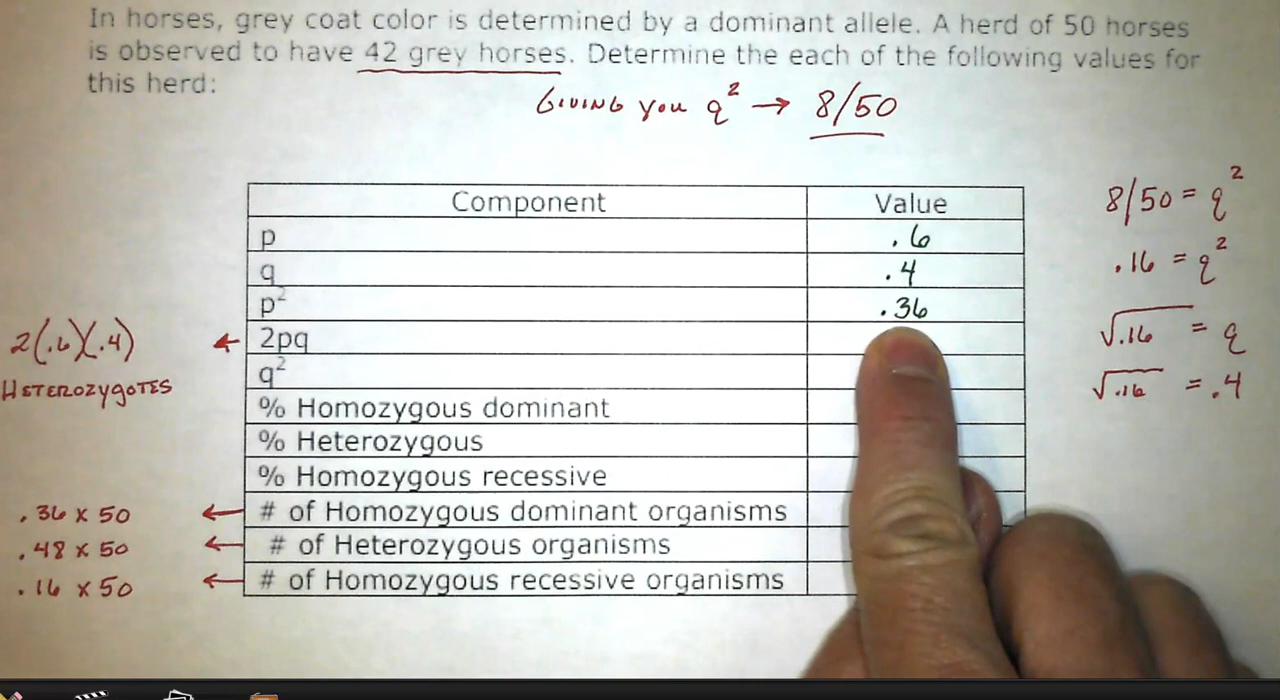 In horses, grey coat color is determined by a dominant allele. A herd of 50 horses
is observed to have 42 grey horses. Determine the each of the following values for
this herd:
GIVING YOU q² → 8/50
Component Value
p .6
q .4
p² .36
2(.6)(.4) ← 2pq
HETEROZYGOTES
q²
% Homozygous dominant
% Heterozygous
% Homozygous recessive
.36 x 50 ← # of Homozygous dominant organisms
.48 x 50 ← # of Heterozygous organisms
.16 x 50 ← # of Homozygous recessive organisms
8/50 = q²
.16 = q²
√.16 = q
√.16 = .4